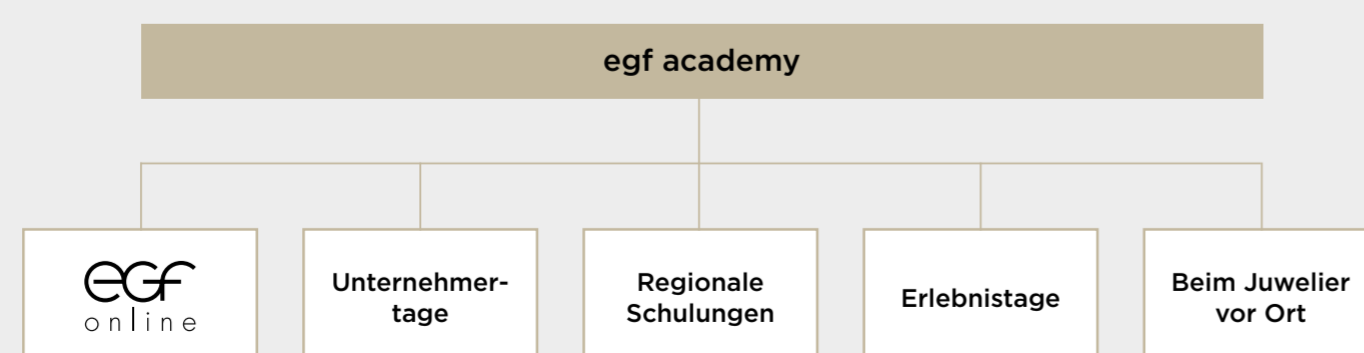 egf academy
egf
online
Unternehmer-
tage
Regionale
Schulungen
Erlebnistage
Beim Juwelier
vor Ort